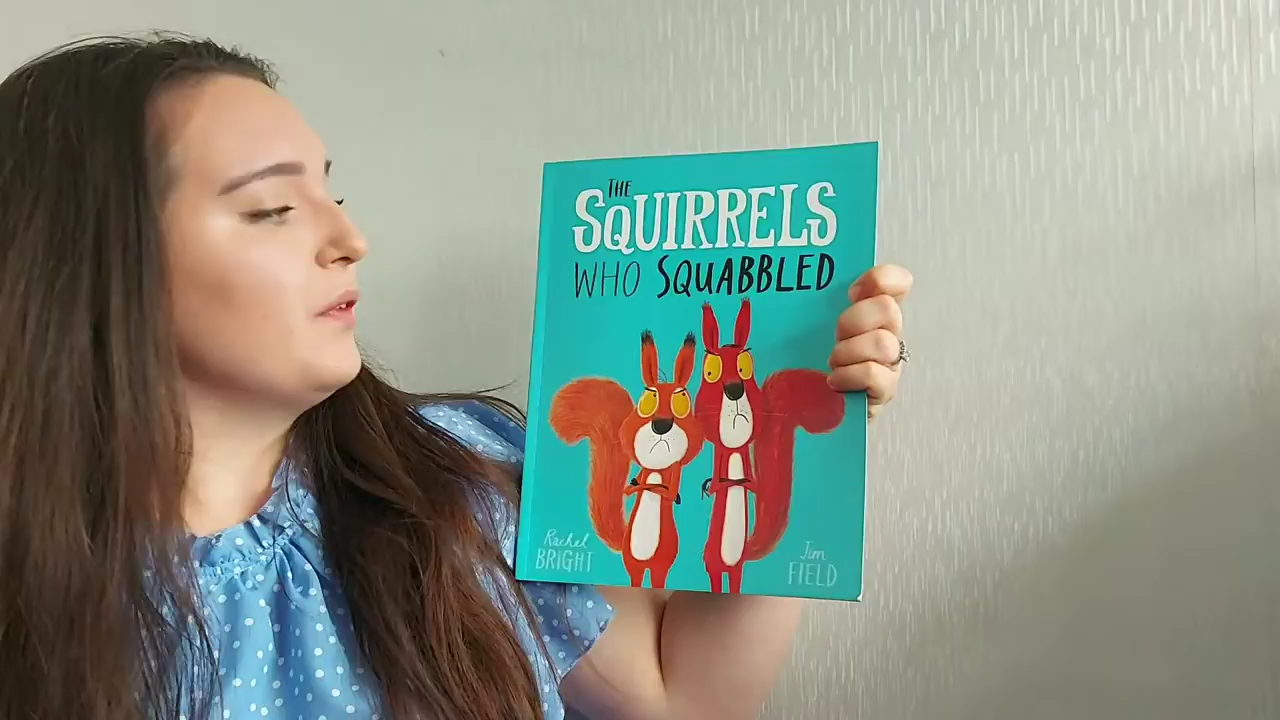 THE
SQUIRRELS
WHO SQUABBLED
Rachel
BRIGHT
Jim
FIELD